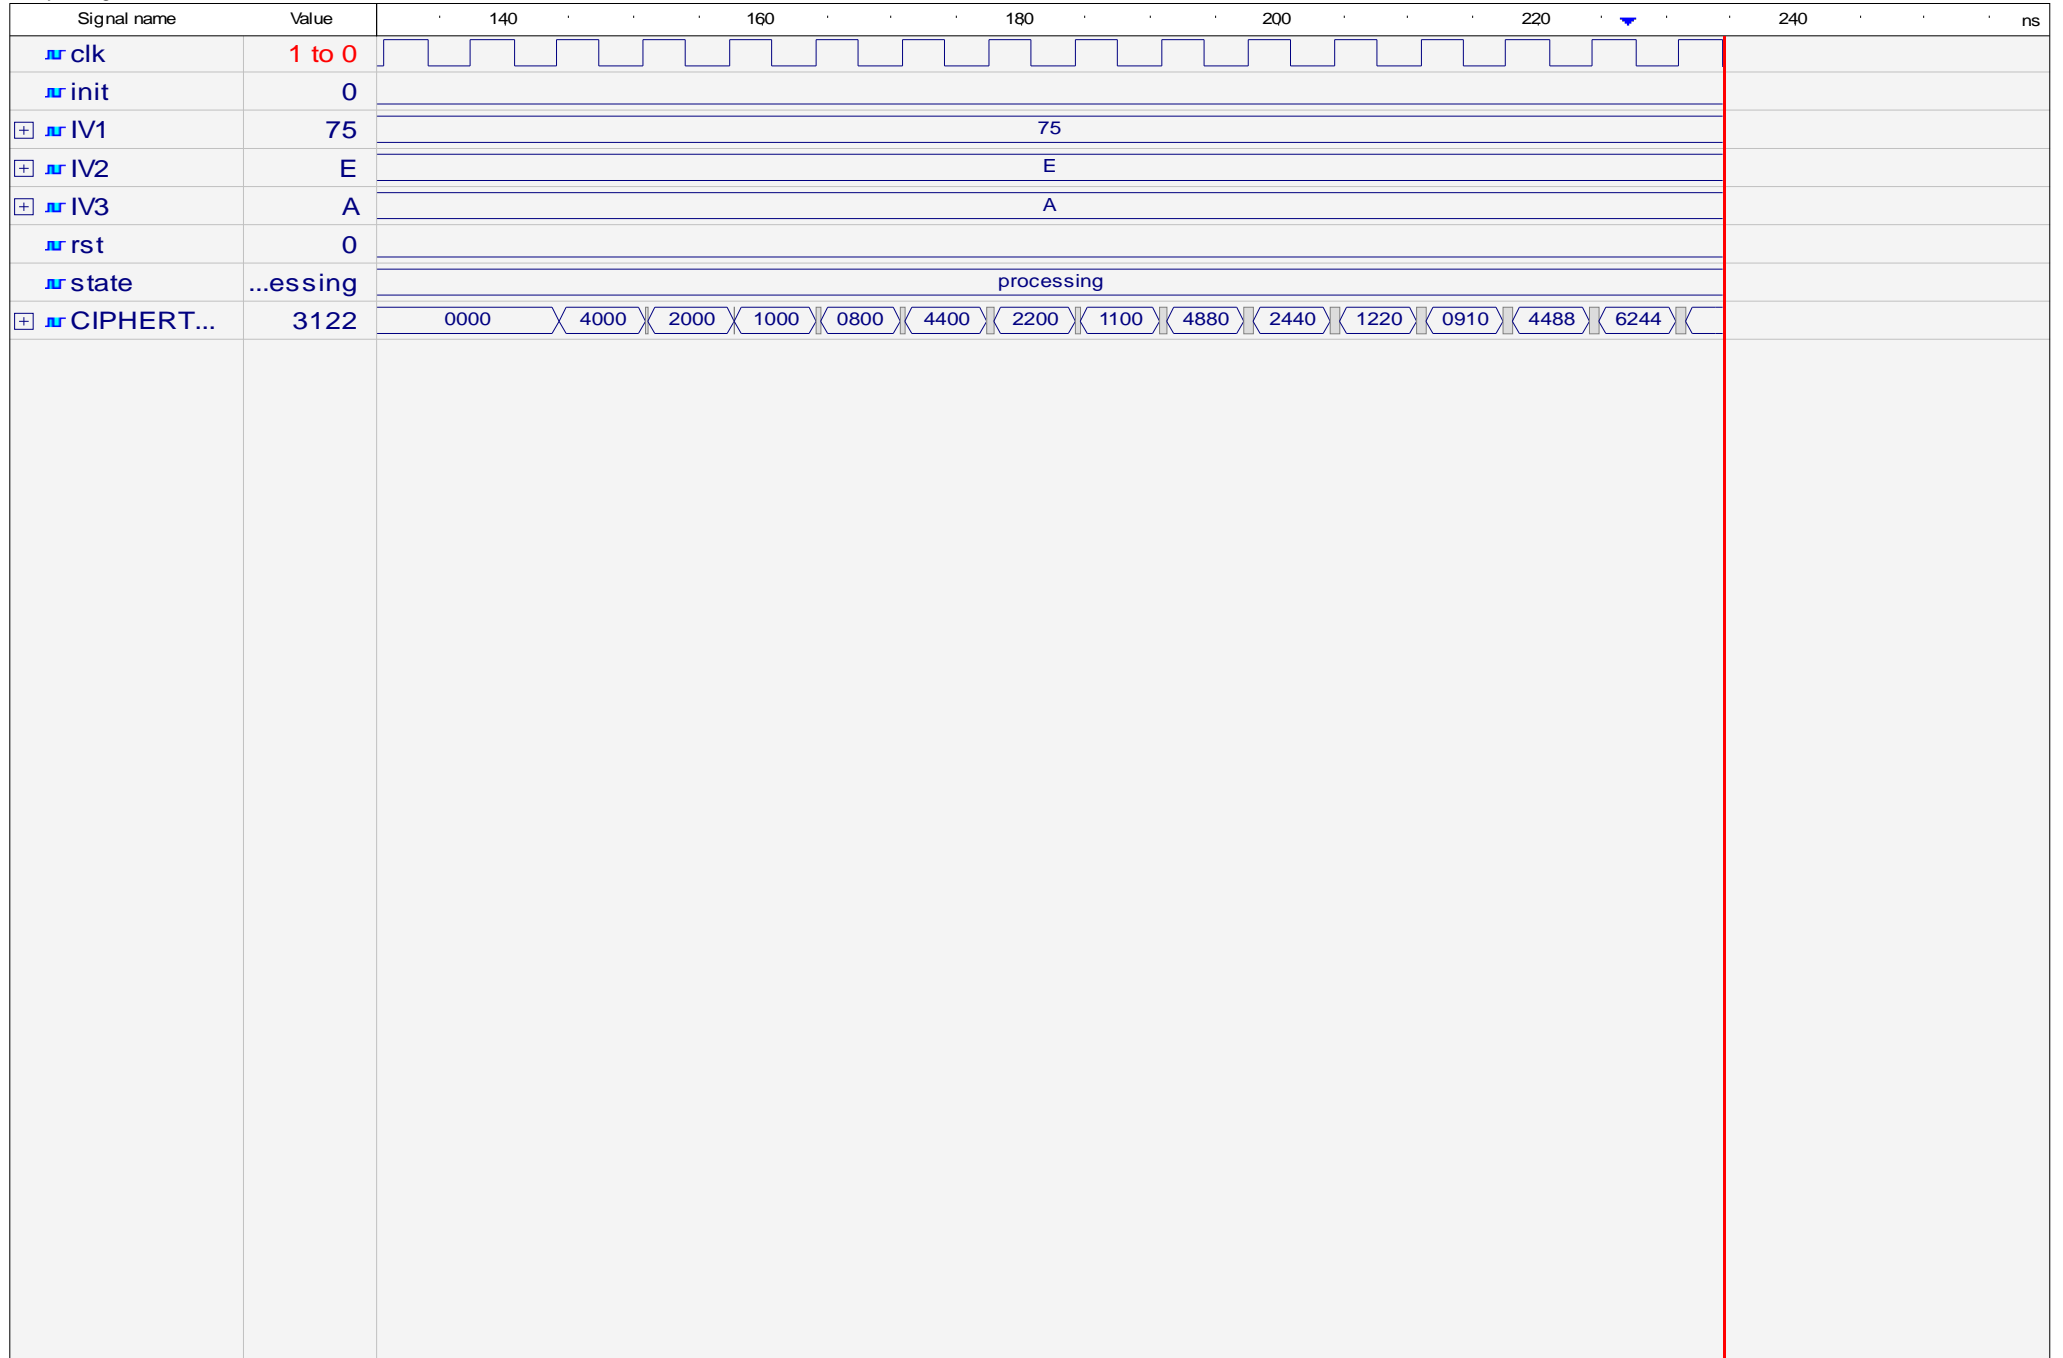 Signal name Value 140 160 180 200 220 240 ns
clk 1 to 0
init 0
IV1 75 75
IV2 E E
IV3 A A
rst 0
state ...essing processing
CIPHERT... 3122 0000 4000 2000 1000 0800 4400 2200 1100 4880 2440 1220 0910 4488 6244